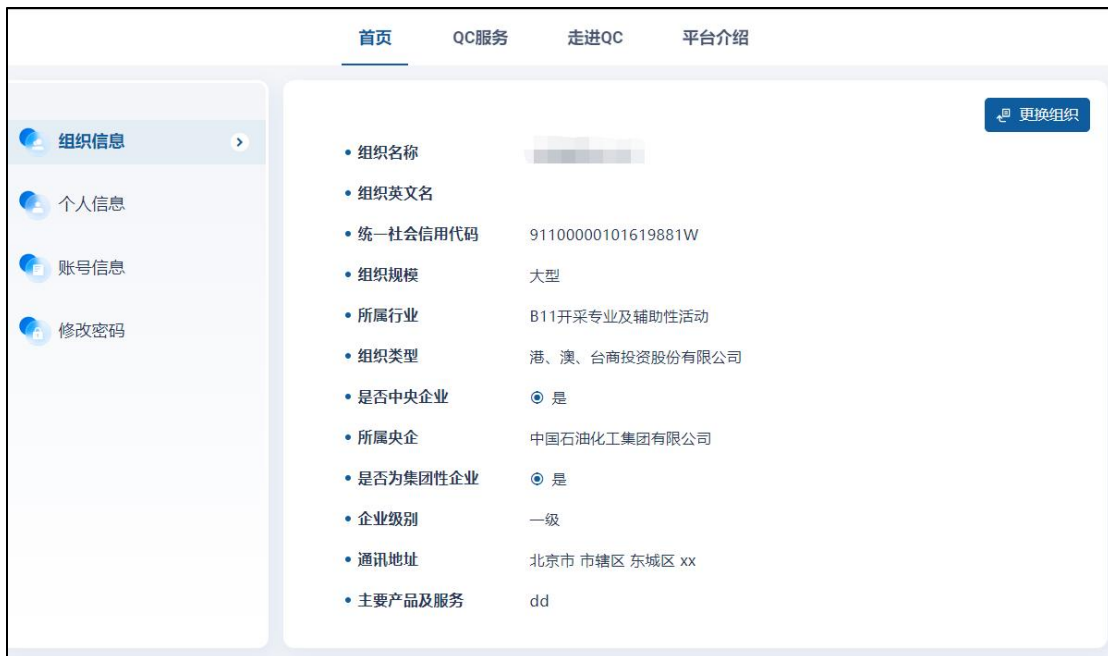 首页 QC服务 走进QC 平台介绍
更换组织
组织信息
个人信息
账号信息
修改密码
• 组织名称
• 组织英文名
• 统一社会信用代码 91100000101619881W
• 组织规模 大型
• 所属行业 B11开采专业及辅助性活动
• 组织类型 港、澳、台商投资股份有限公司
• 是否中央企业 是
• 所属央企 中国石油化工集团有限公司
• 是否为集团性企业 是
• 企业级别 一级
• 通讯地址 北京市 市辖区 东城区 xx
• 主要产品及服务 dd